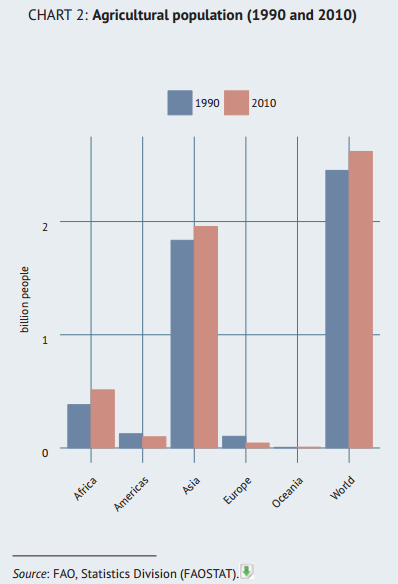 CHART 2: Agricultural population (1990 and 2010)
1990 2010
billion people
2
1
0
Africa
Americas
Asia
Europe
Oceania
World
Source: FAO, Statistics Division (FAOSTAT).